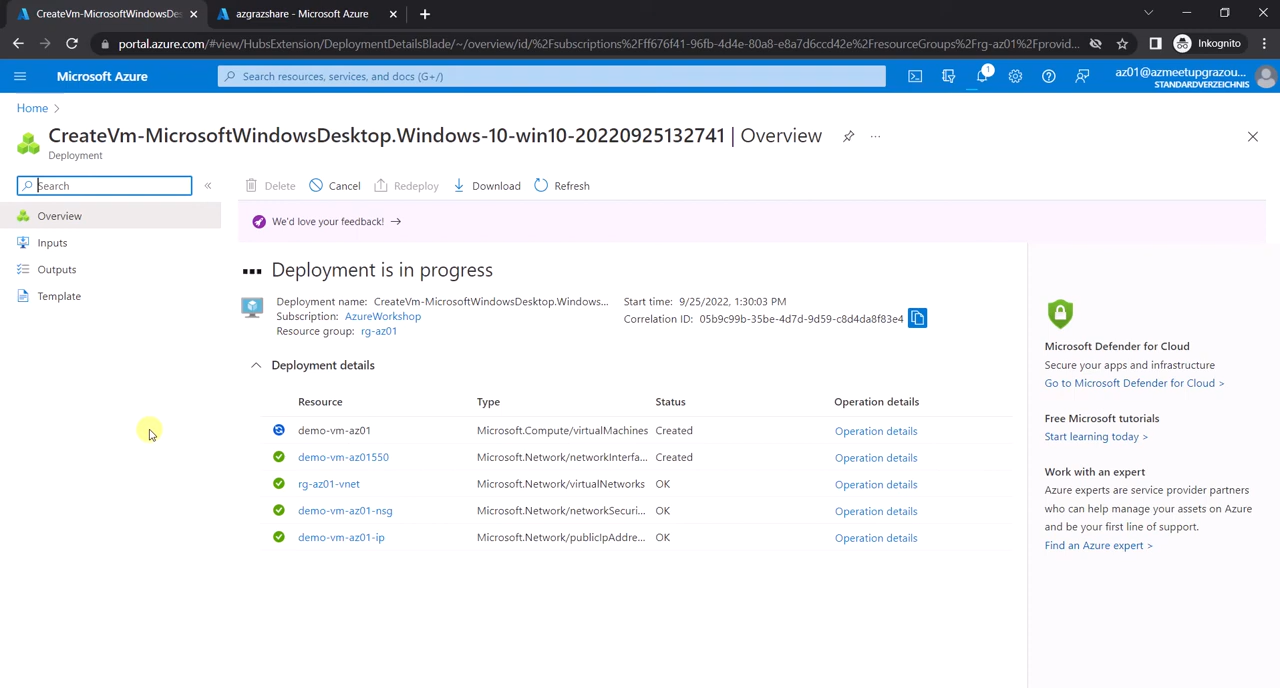 CreateVm-MicrosoftWindowsDes
azgrazshare - Microsoft Azure
portal.azure.com/#view/HubsExtension/DeploymentDetailsBlade/~/overview/id/%2Fsubscriptions%2Fff676f41-96fb-4d4e-80a8-e8a7d6ccd42e%2FresourceGroups%2Frg-az01%2Fprovid...
Inkognito
Microsoft Azure
Search resources, services, and docs (G+/)
1
az01@azmeetupgrazou...
STANDARDVERZEICHNIS
Home >
CreateVm-MicrosoftWindowsDesktop.Windows-10-win10-20220925132741 | Overview
...
Deployment
Search
«
Delete
Cancel
Redeploy
Download
Refresh
Overview
Inputs
Outputs
Template
We'd love your feedback! →
Deployment is in progress
Deployment name: CreateVm-MicrosoftWindowsDesktop.Windows...
Subscription: AzureWorkshop
Resource group: rg-az01
Start time: 9/25/2022, 1:30:03 PM
Correlation ID: 05b9c99b-35be-4d7d-9d59-c8d4da8f83e4
Deployment details
Resource Type Status Operation details
demo-vm-az01 Microsoft.Compute/virtualMachines Created Operation details
demo-vm-az01550 Microsoft.Network/networkInterfa... Created Operation details
rg-az01-vnet Microsoft.Network/virtualNetworks OK Operation details
demo-vm-az01-nsg Microsoft.Network/networkSecuri... OK Operation details
demo-vm-az01-ip Microsoft.Network/publicIpAddre... OK Operation details
Microsoft Defender for Cloud
Secure your apps and infrastructure
Go to Microsoft Defender for Cloud >
Free Microsoft tutorials
Start learning today >
Work with an expert
Azure experts are service provider partners
who can help manage your assets on Azure
and be your first line of support.
Find an Azure expert >